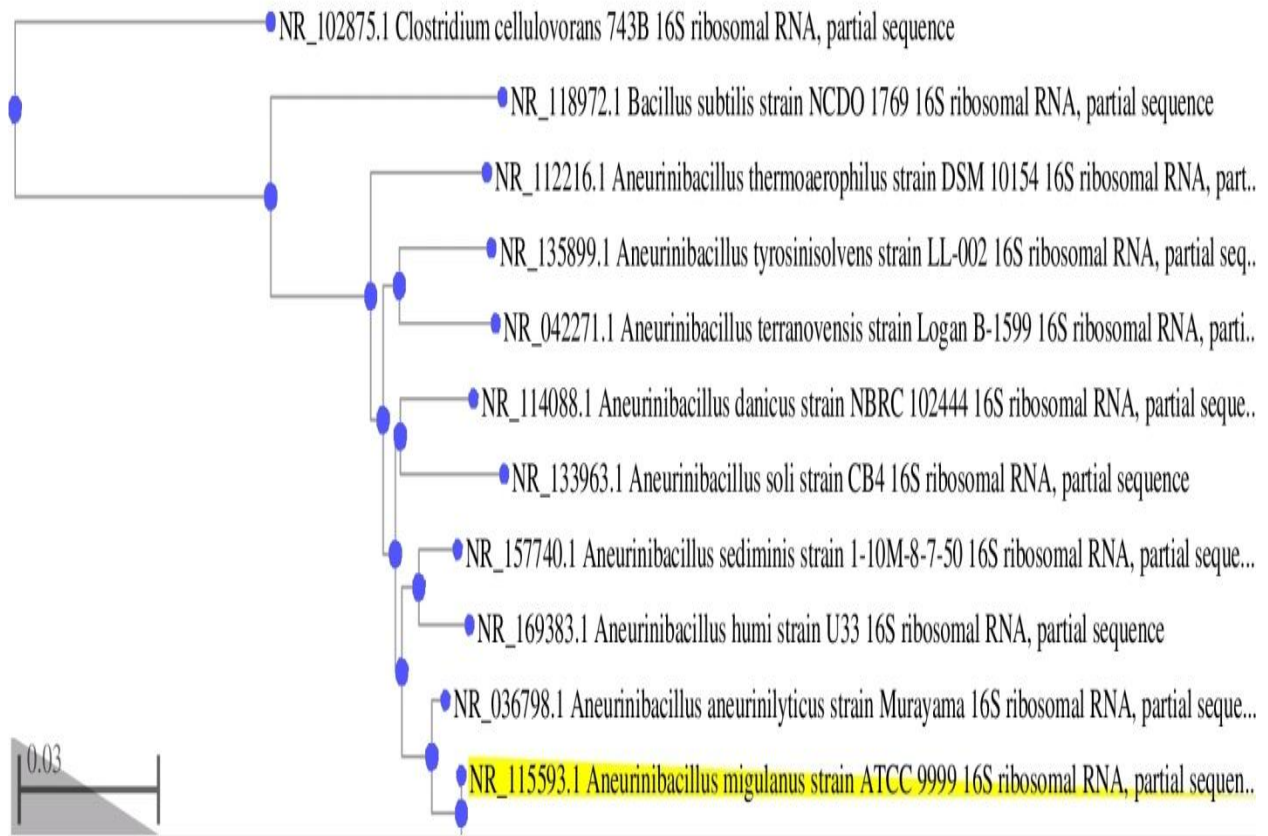 NR_102875.1 Clostridium cellulovorans 743B 16S ribosomal RNA, partial sequence
NR_118972.1 Bacillus subtilis strain NCDO 1769 16S ribosomal RNA, partial sequence
NR_112216.1 Aneurinibacillus thermoaerophilus strain DSM 10154 16S ribosomal RNA, part..
NR_135899.1 Aneurinibacillus tyrosinisolvens strain LL-002 16S ribosomal RNA, partial seq..
NR_042271.1 Aneurinibacillus terranovensis strain Logan B-1599 16S ribosomal RNA, parti..
NR_114088.1 Aneurinibacillus danicus strain NBRC 102444 16S ribosomal RNA, partial seque..
NR_133963.1 Aneurinibacillus soli strain CB4 16S ribosomal RNA, partial sequence
NR_157740.1 Aneurinibacillus sediminis strain 1-10M-8-7-50 16S ribosomal RNA, partial seque...
NR_169383.1 Aneurinibacillus humi strain U33 16S ribosomal RNA, partial sequence
NR_036798.1 Aneurinibacillus aneurinilyticus strain Murayama 16S ribosomal RNA, partial seque...
NR_115593.1 Aneurinibacillus migulanus strain ATCC 9999 16S ribosomal RNA, partial sequen..
0.03